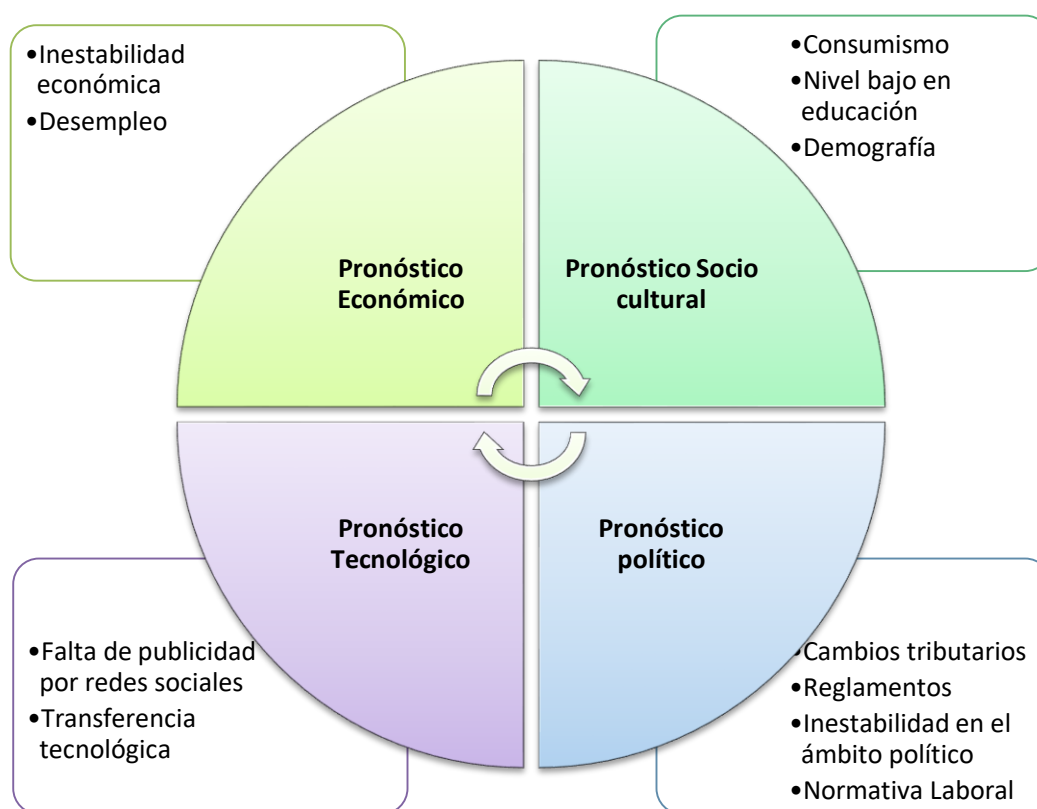 •Inestabilidad
económica
•Desempleo
•Consumismo
•Nivel bajo en
educación
•Demografía
Pronóstico
Económico
Pronóstico Socio
cultural
Pronóstico
Tecnológico
Pronóstico
político
•Falta de publicidad
por redes sociales
•Transferencia
tecnológica
•Cambios tributarios
•Reglamentos
•Inestabilidad en el
ámbito político
•Normativa Laboral